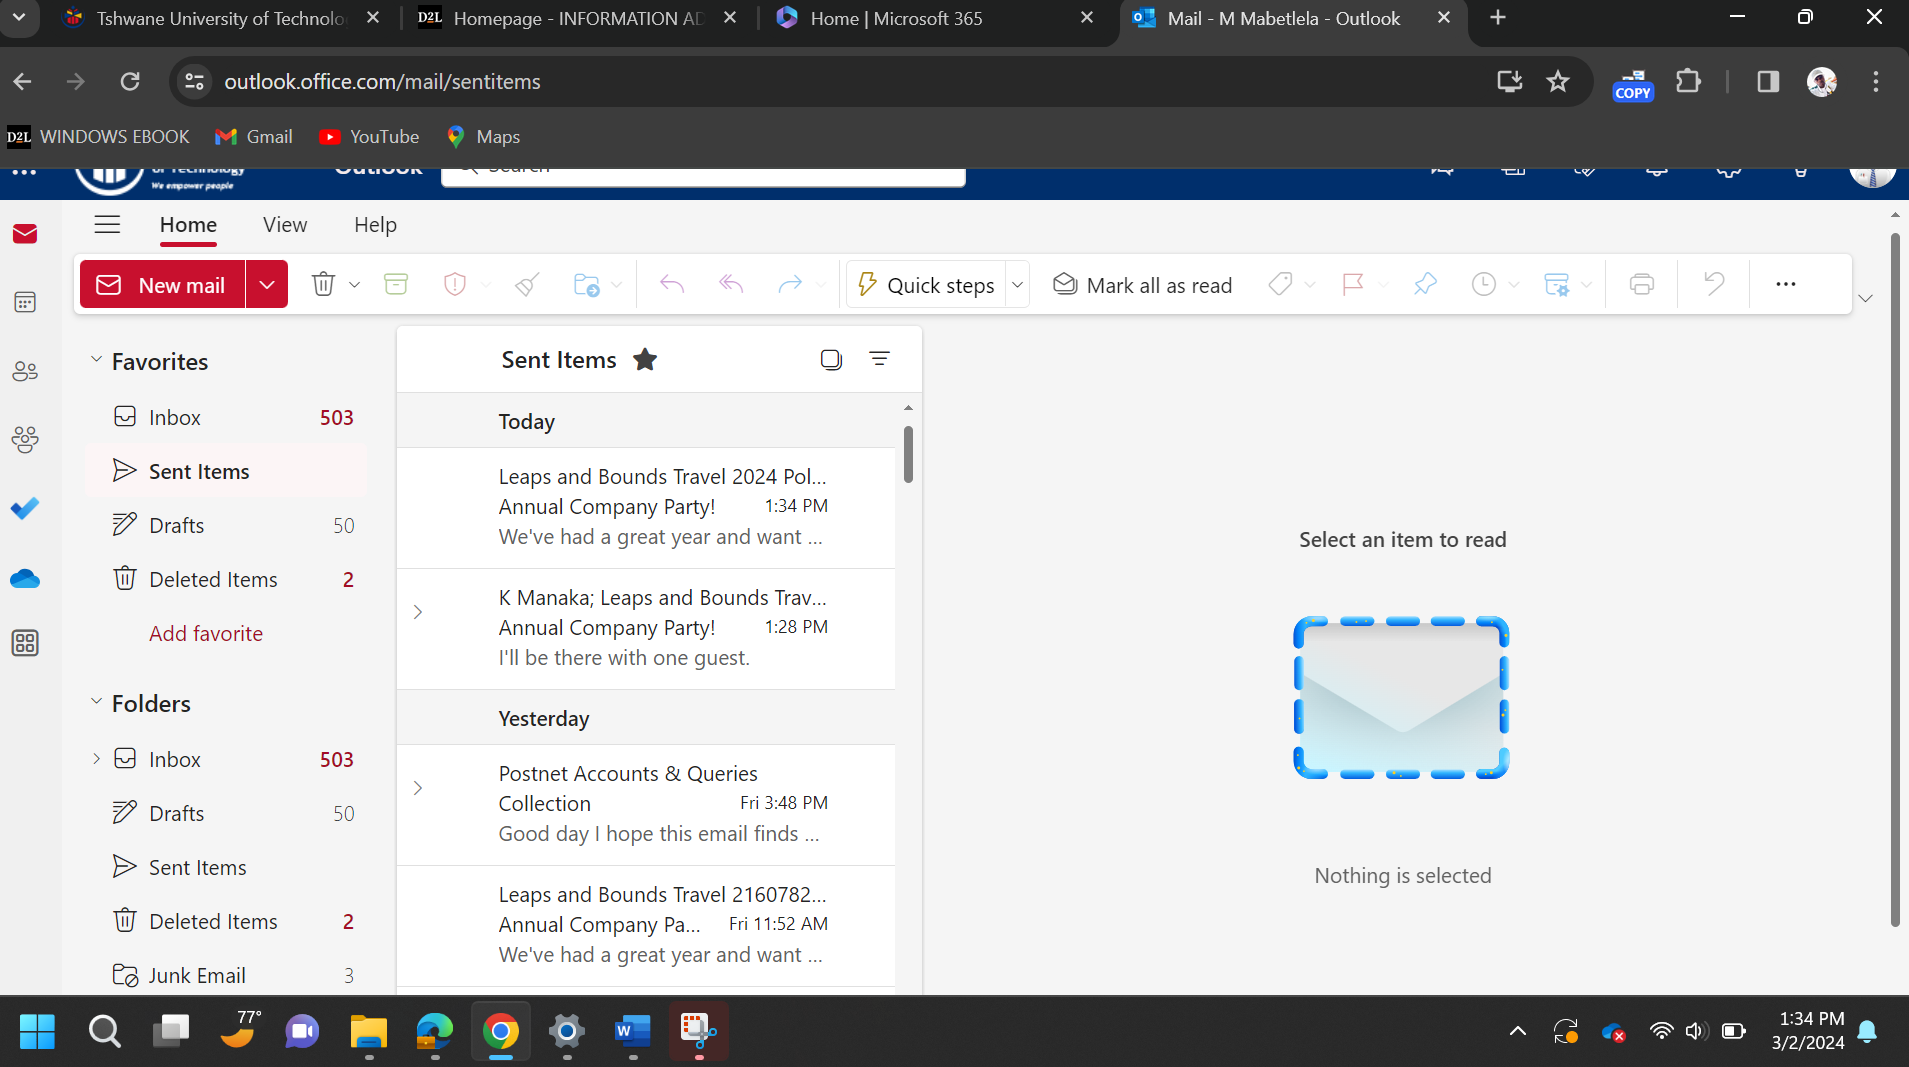 Tshwane University of Technolo
D2L Homepage - INFORMATION AD
Home | Microsoft 365
Mail - M Mabetlela - Outlook
outlook.office.com/mail/sentitems
COPY
D2L WINDOWS EBOOK
Gmail
YouTube
Maps
of Technology
We empower people
Outlook
Search
Home
View
Help
New mail
Quick steps
Mark all as read
Favorites
Inbox 503
Sent Items
Drafts 50
Deleted Items 2
Add favorite
Folders
Inbox 503
Drafts 50
Sent Items
Deleted Items 2
Junk Email 3
Sent Items
Today
Leaps and Bounds Travel 2024 Pol...
Annual Company Party! 1:34 PM
We've had a great year and want ...
K Manaka; Leaps and Bounds Trav...
Annual Company Party! 1:28 PM
I'll be there with one guest.
Yesterday
Postnet Accounts & Queries
Collection Fri 3:48 PM
Good day I hope this email finds ...
Leaps and Bounds Travel 2160782...
Annual Company Pa... Fri 11:52 AM
We've had a great year and want ...
Select an item to read
Nothing is selected
77°
1:34 PM
3/2/2024